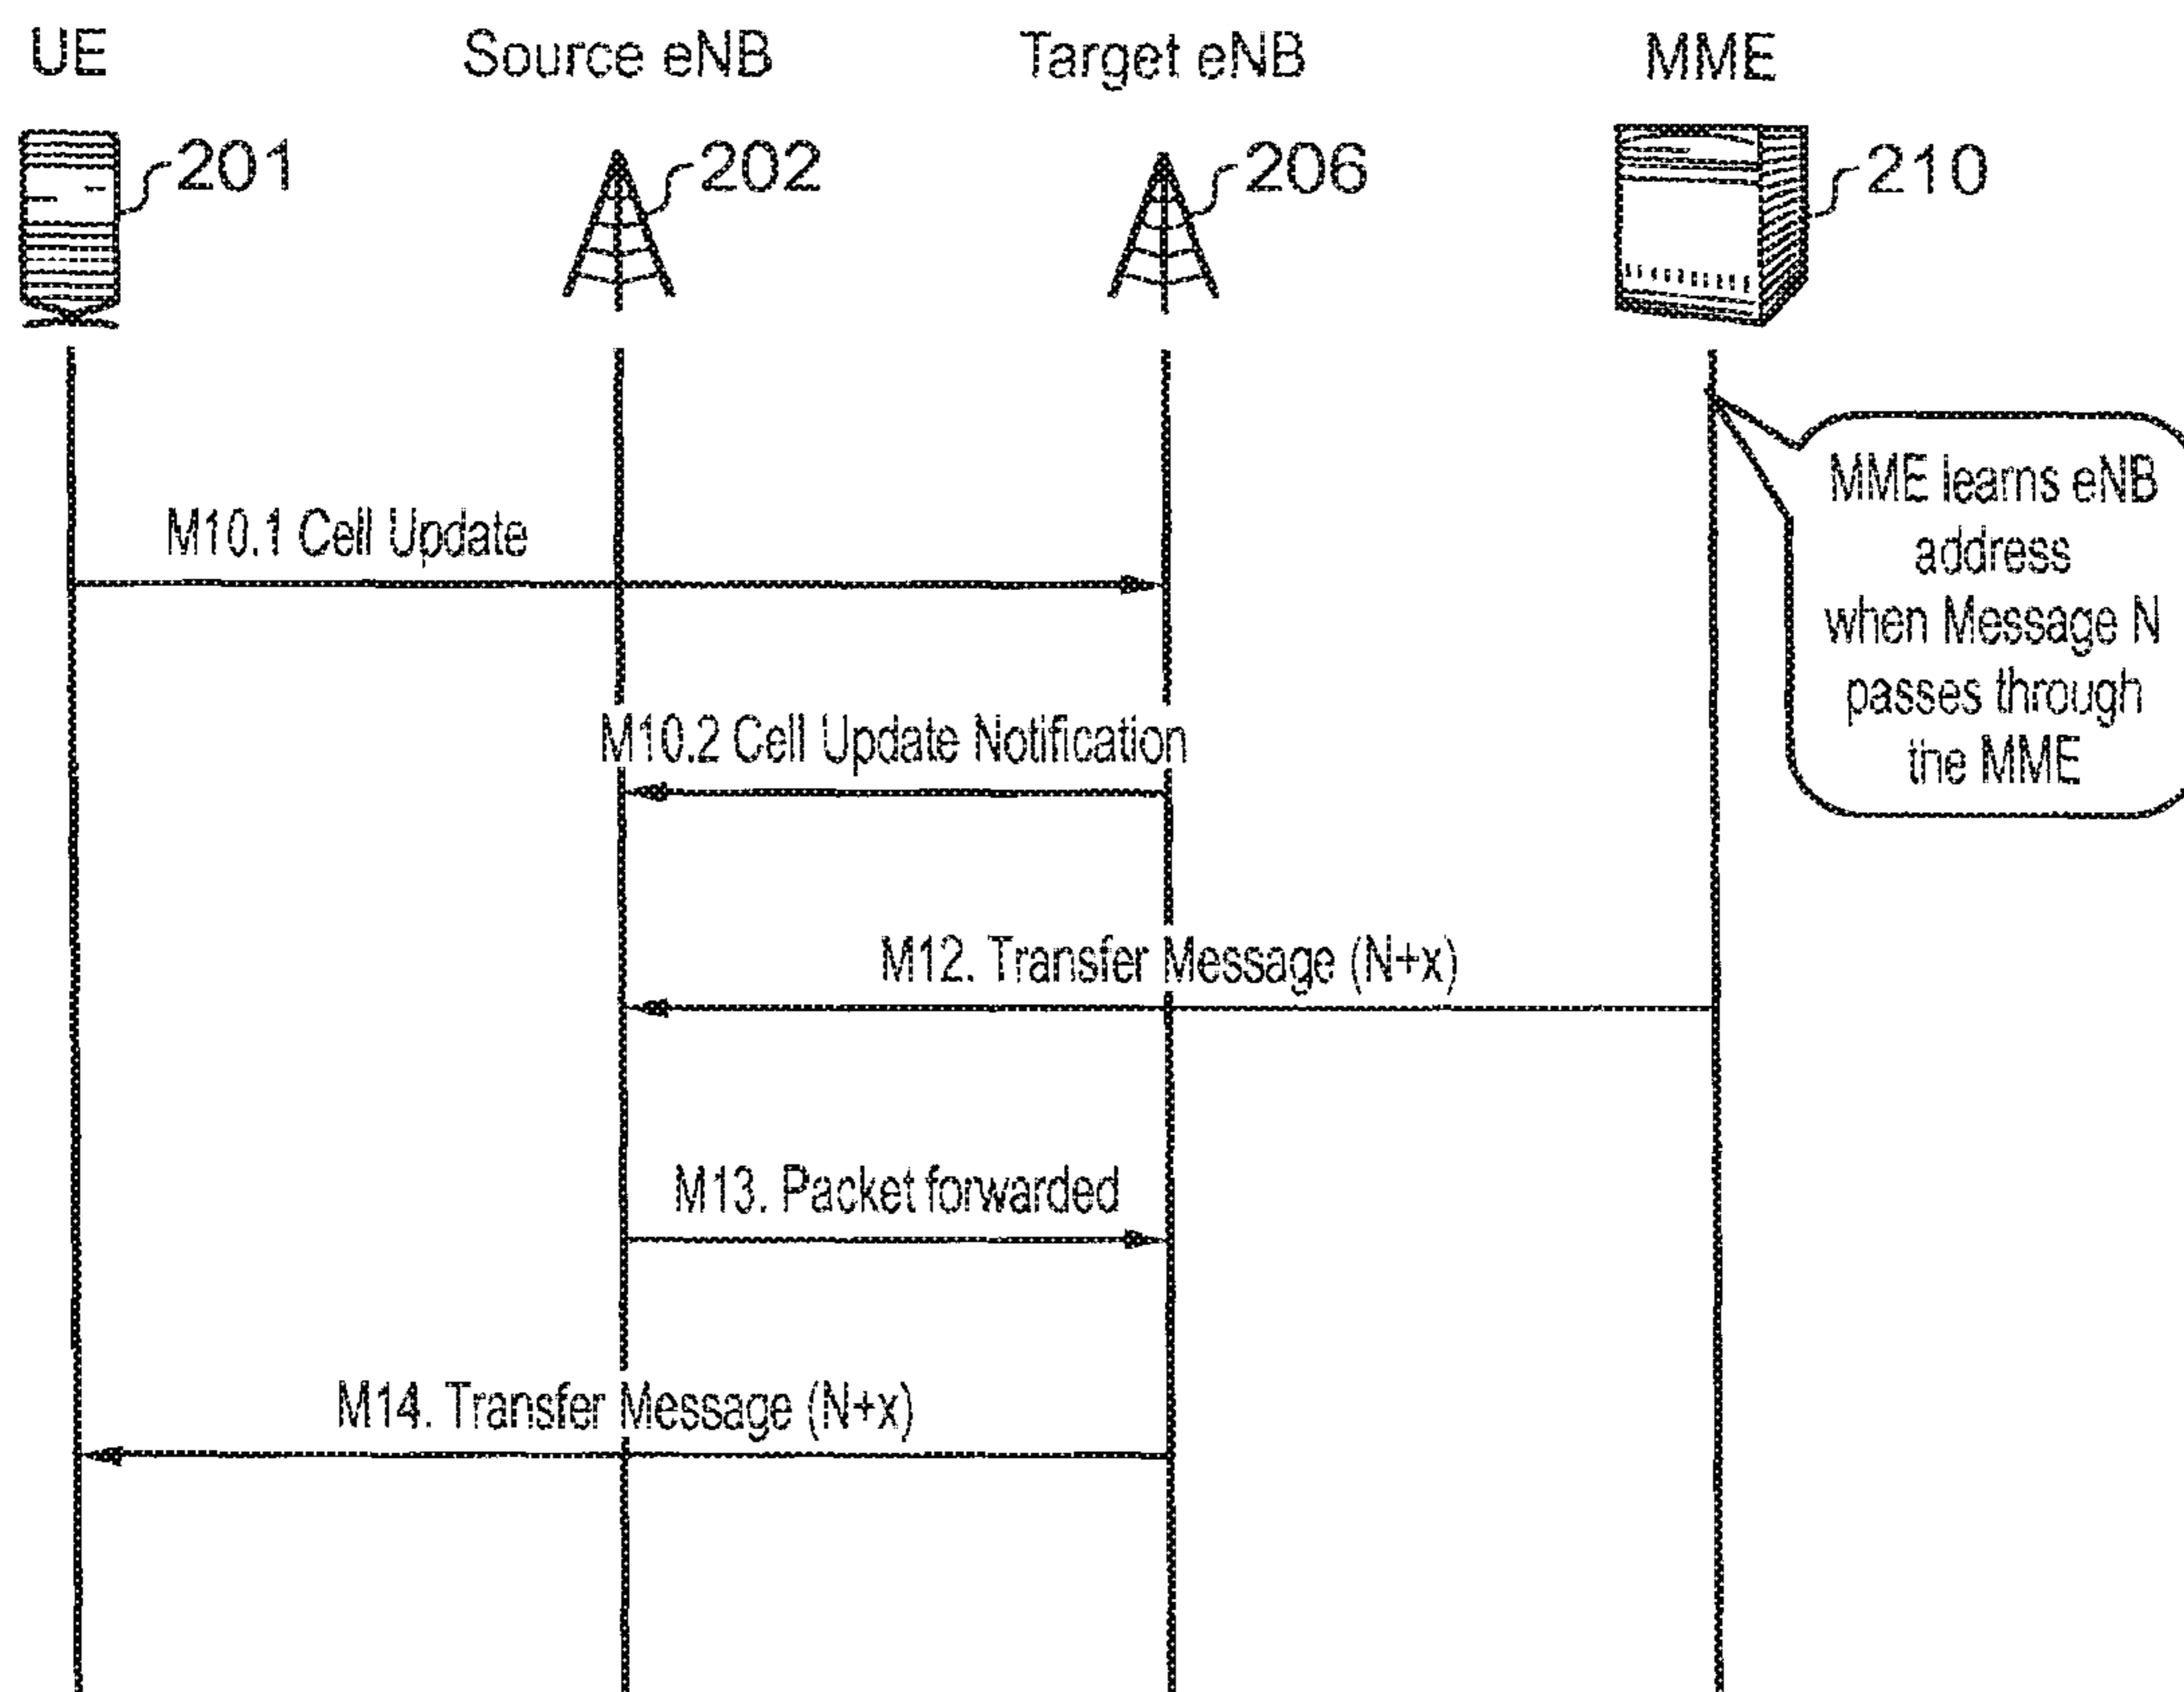 UE
Source eNB
Target eNB
MME
201
202
206
210
MME learns eNB
address
when Message N
passes through
the MME
M10.1 Cell Update
M10.2 Cell Update Notification
M12. Transfer Message (N+x)
M13. Packet forwarded
M14. Transfer Message (N+x)